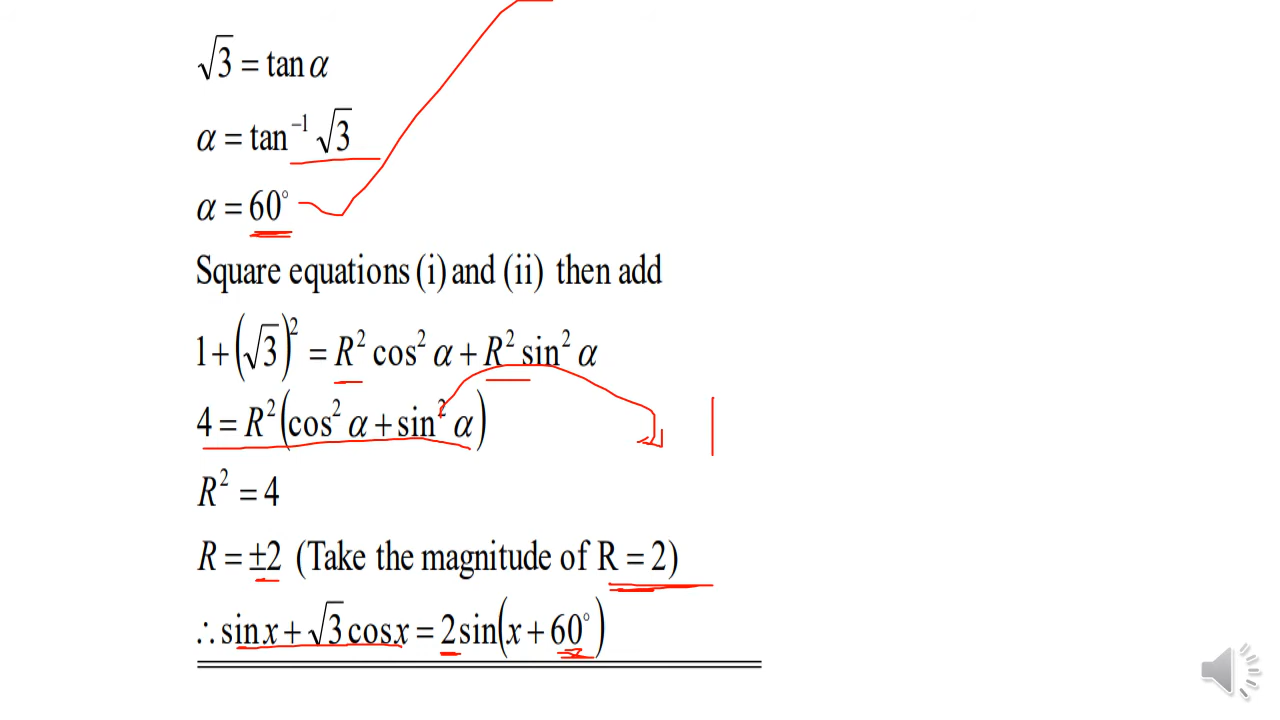 √3 = tan α
α = tan⁻¹ √3
α = 60°
Square equations (i) and (ii) then add
1 + (√3)² = R² cos² α + R² sin² α
4 = R² (cos² α + sin² α)
R² = 4
R = ±2 (Take the magnitude of R = 2)
∴ sin x + √3 cos x = 2 sin(x + 60°)